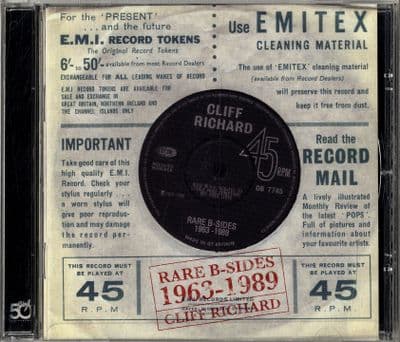 For the 'PRESENT'
... and the future
E.M.I. RECORD TOKENS
The Original Record Tokens
6/- to 50/- available from most Record Dealers
EXCHANGEABLE FOR ALL LEADING MAKES OF RECORD
E.M.I RECORD TOKENS ARE AVAILABLE FOR
SALE AND EXCHANGE IN
GREAT BRITAIN, NORTHERN IRELAND AND
THE CHANNEL ISLANDS ONLY
Use EMITEX
CLEANING MATERIAL
The use of 'EMITEX' cleaning material
(available from Record Dealers)
will preserve this record and
keep it free from dust.
CLIFF
RICHARD
45
RPM
DB 7745
RARE B-SIDES
1963-1989
IMPORTANT
Take good care of this
high quality E.M.I.
Record. Check your
stylus regularly ...
a worn stylus will
give poor reproduc-
tion and may damage
the record per-
manently.
Read the
RECORD
MAIL
A lively illustrated
Monthly Review of
the latest 'POPS'.
Full of pictures and
information about
your favourite artists.
THIS RECORD MUST
BE PLAYED AT
45
R.P.M
RARE B-SIDES
1963-1989
CLIFF RICHARD
THIS RECORD MUST
BE PLAYED AT
45
R.P.M
50